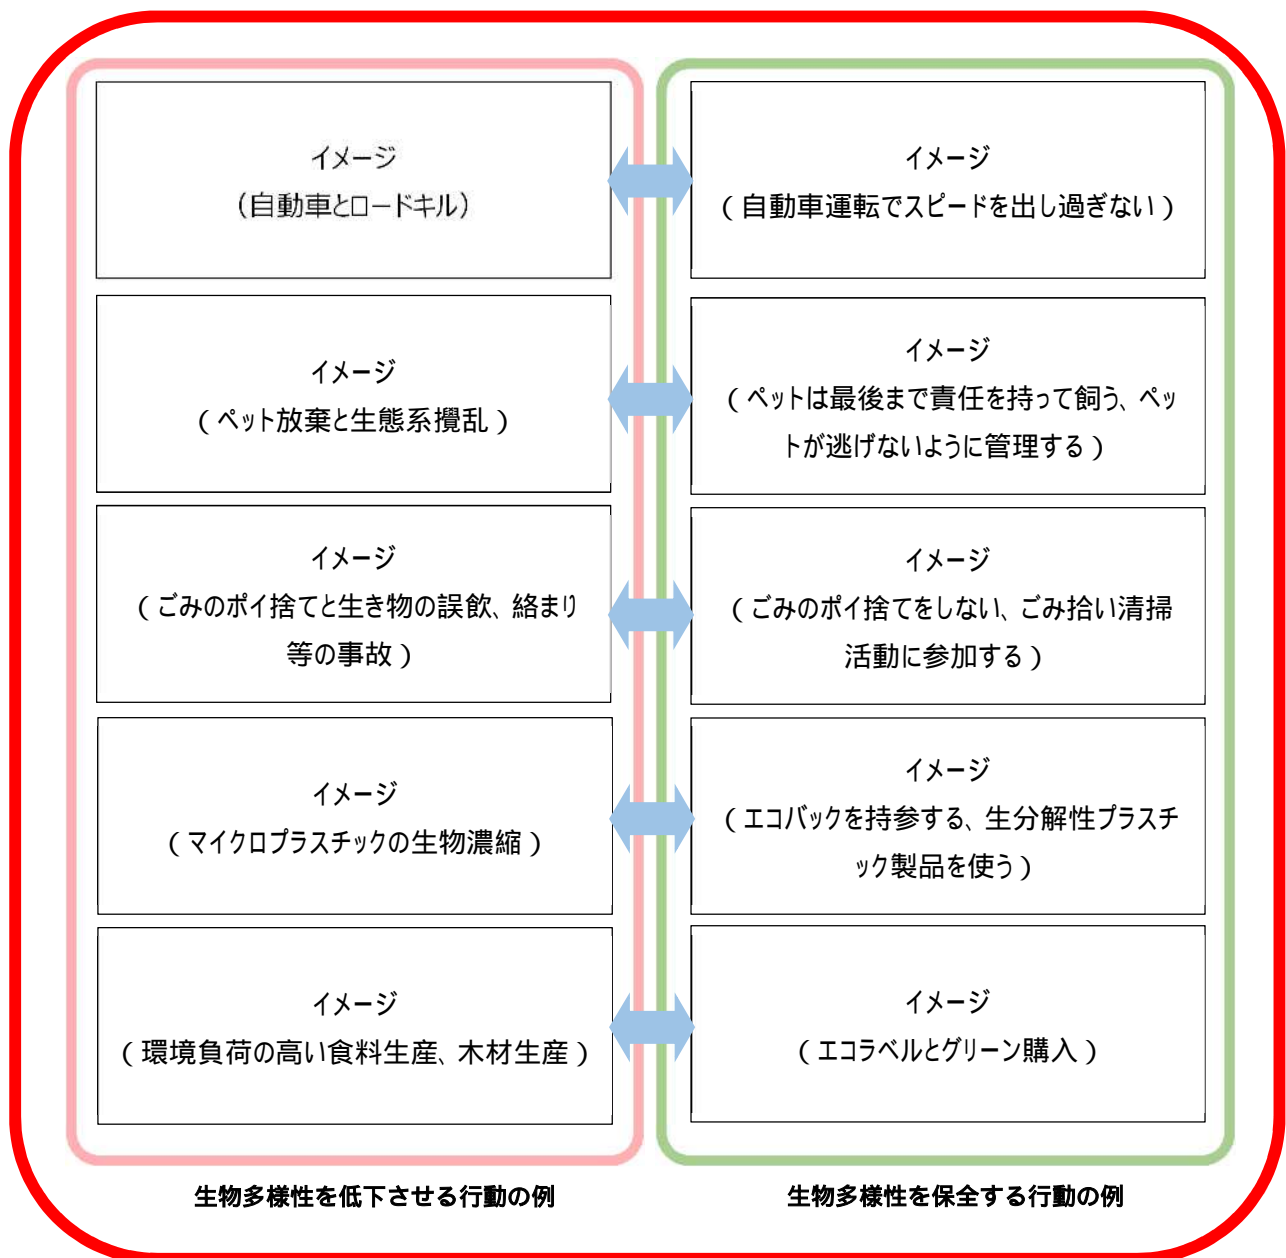 イメージ
（自動車とロードキル）
イメージ
（自動車運転でスピードを出し過ぎない）
イメージ
（ペット放棄と生態系攪乱）
イメージ
（ペットは最後まで責任を持って飼う、ペッ
トが逃げないように管理する）
イメージ
（ごみのポイ捨てと生き物の誤飲、絡まり
等の事故）
イメージ
（ごみのポイ捨てをしない、ごみ拾い清掃
活動に参加する）
イメージ
（マイクロプラスチックの生物濃縮）
イメージ
（エコバックを持参する、生分解性プラスチ
ック製品を使う）
イメージ
（環境負荷の高い食料生産、木材生産）
イメージ
（エコラベルとグリーン購入）
生物多様性を低下させる行動の例
生物多様性を保全する行動の例